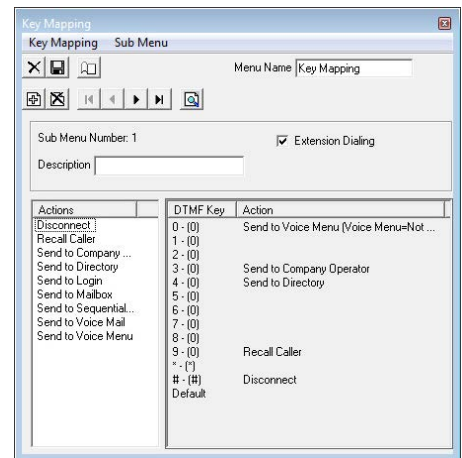 Key Mapping
Key Mapping Sub Menu
Menu Name Key Mapping
Sub Menu Number: 1
Extension Dialing
Description
Actions
Disconnect
Recall Caller
Send to Company ...
Send to Directory
Send to Login
Send to Mailbox
Send to Sequential...
Send to Voice Mail
Send to Voice Menu
DTMF Key Action
0 - (0) Send to Voice Menu (Voice Menu=Not ...
1 - (0)
2 - (0)
3 - (0) Send to Company Operator
4 - (0) Send to Directory
5 - (0)
6 - (0)
7 - (0)
8 - (0)
9 - (0) Recall Caller
* - (*)
# - (#) Disconnect
Default